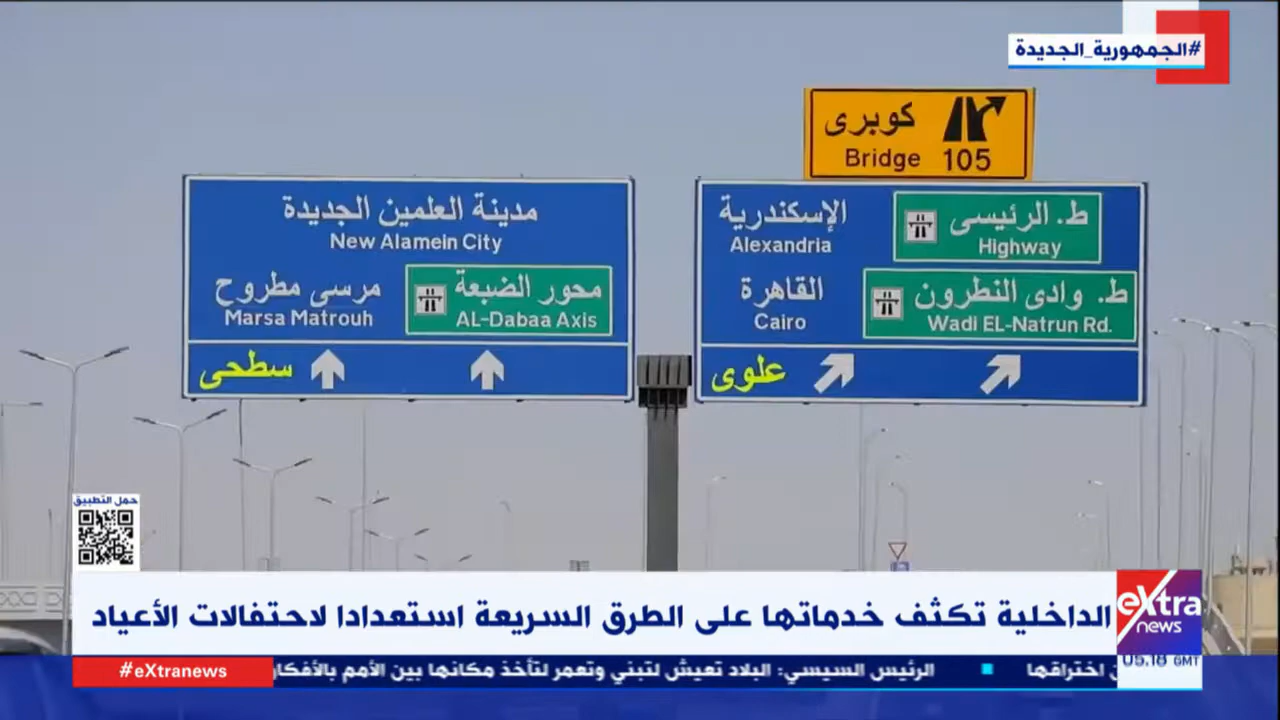 #الجمهورية_الجديدة
كوبرى
Bridge 105
مدينة العلمين الجديدة
New Alamein City
مرسى مطروح
Marsa Matrouh
محور الضبعة
AL-Dabaa Axis
سطحى
الإسكندرية
Alexandria
ط. الرئيسى
Highway
القاهرة
Cairo
ط. وادى النطرون
Wadi EL-Natrun Rd.
علوى
حمل التطبيق
الداخلية تكثف خدماتها على الطرق السريعة استعدادا لاحتفالات الأعياد
eXtra
news
05:18 GMT
#eXtranews
اختراقها ■ الرئيس السيسي: البلاد تعيش لتبني وتعمر لتأخذ مكانها بين الأمم بالأفكار